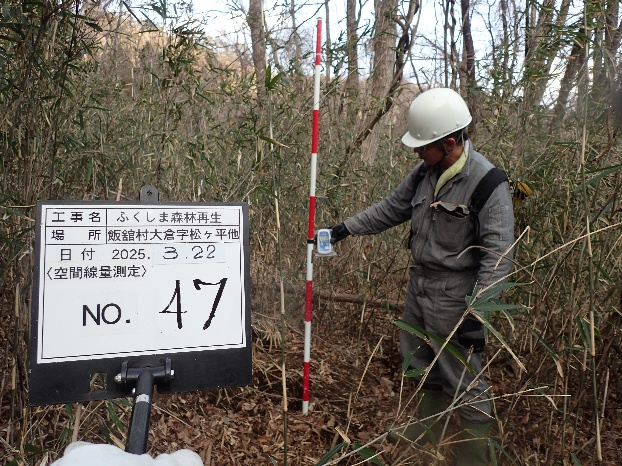 工事名 ふくしま森林再生
場所 飯舘村大倉字松ヶ平他
日付 2025. 3.22
〈空間線量測定〉
NO. 47